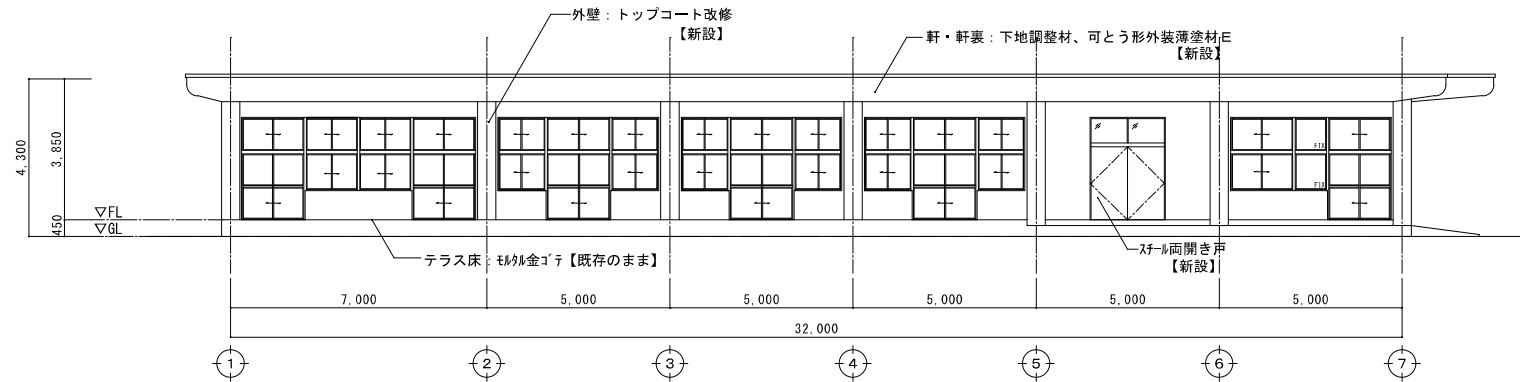 外壁：トップコート改修
【新設】
軒・軒裏：下地調整材、可とう形外装薄塗材E
【新設】
4,300
3,850
450
▽FL
▽GL
FIX
FIX
テラス床：ﾓﾙﾀﾙ金ｺﾞﾃ【既存のまま】
ｽﾁｰﾙ両開き戸
【新設】
7,000
5,000
5,000
5,000
5,000
5,000
32,000
1
2
3
4
5
6
7